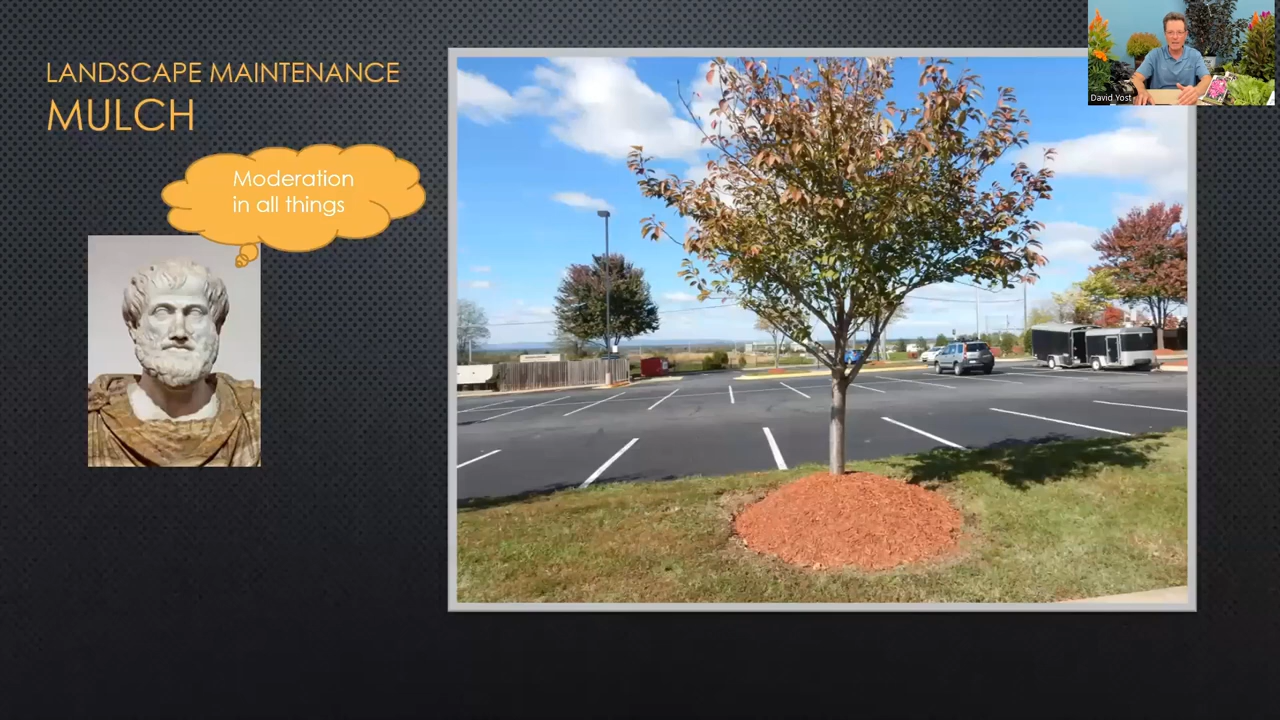 LANDSCAPE MAINTENANCE
MULCH
Moderation
in all things
David Yost